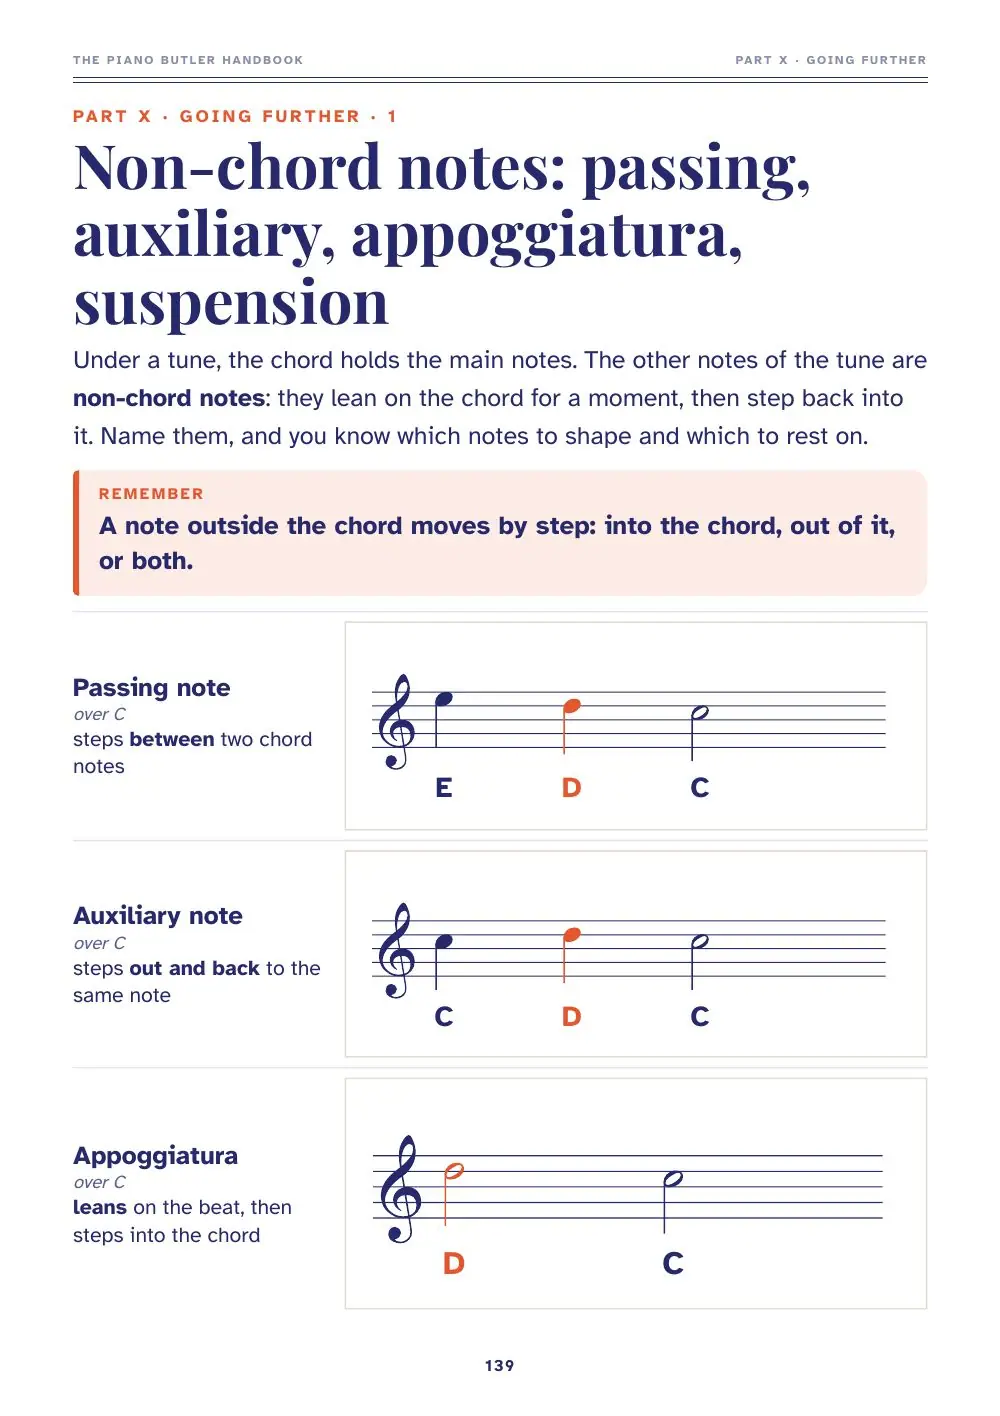 THE PIANO BUTLER HANDBOOK
PART X · GOING FURTHER
PART X · GOING FURTHER · 1
Non-chord notes: passing,
auxiliary, appoggiatura,
suspension
Under a tune, the chord holds the main notes. The other notes of the tune are
non-chord notes: they lean on the chord for a moment, then step back into
it. Name them, and you know which notes to shape and which to rest on.
REMEMBER
A note outside the chord moves by step: into the chord, out of it,
or both.
Passing note
over C
steps between two chord
notes
E D C
Auxiliary note
over C
steps out and back to the
same note
C D C
Appoggiatura
over C
leans on the beat, then
steps into the chord
D C
139